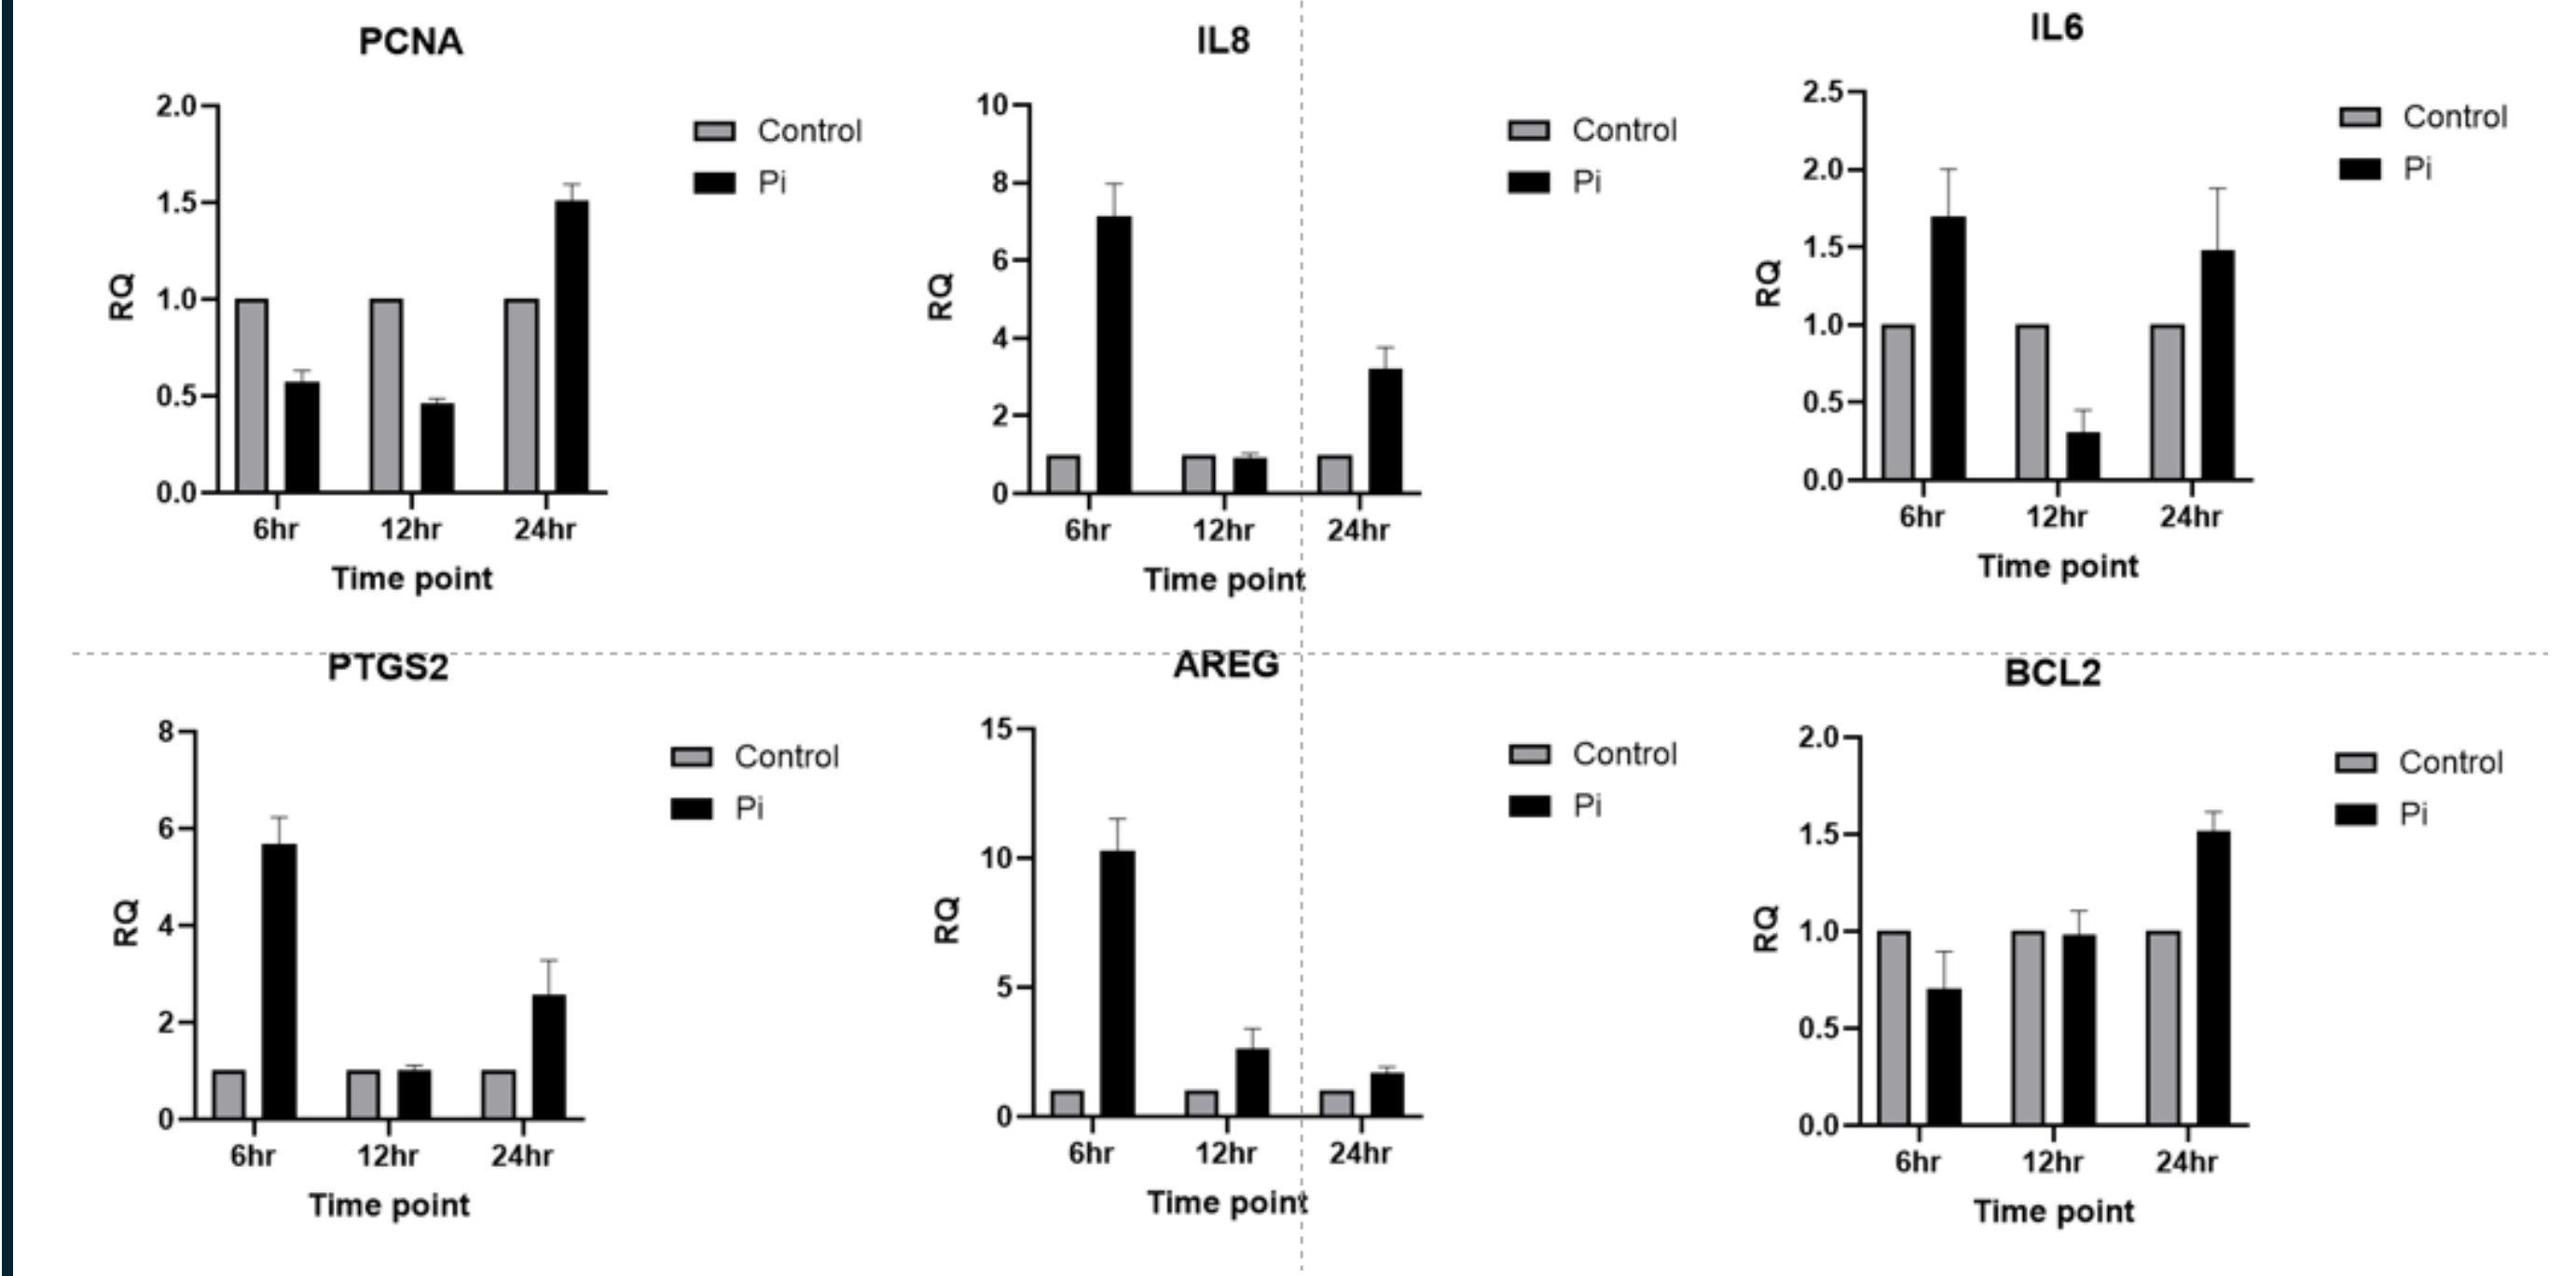 PCNA
2.0
1.5
1.0
0.5
0.0
RQ
6hr 12hr 24hr
Time point
Control
Pi
IL8
10
8
6
4
2
0
RQ
6hr 12hr 24hr
Time point
Control
Pi
IL6
2.5
2.0
1.5
1.0
0.5
0.0
RQ
6hr 12hr 24hr
Time point
Control
Pi
PTGS2
8
6
4
2
0
RQ
6hr 12hr 24hr
Time point
Control
Pi
AREG
15
10
5
0
RQ
6hr 12hr 24hr
Time point
Control
Pi
BCL2
2.0
1.5
1.0
0.5
0.0
RQ
6hr 12hr 24hr
Time point
Control
Pi